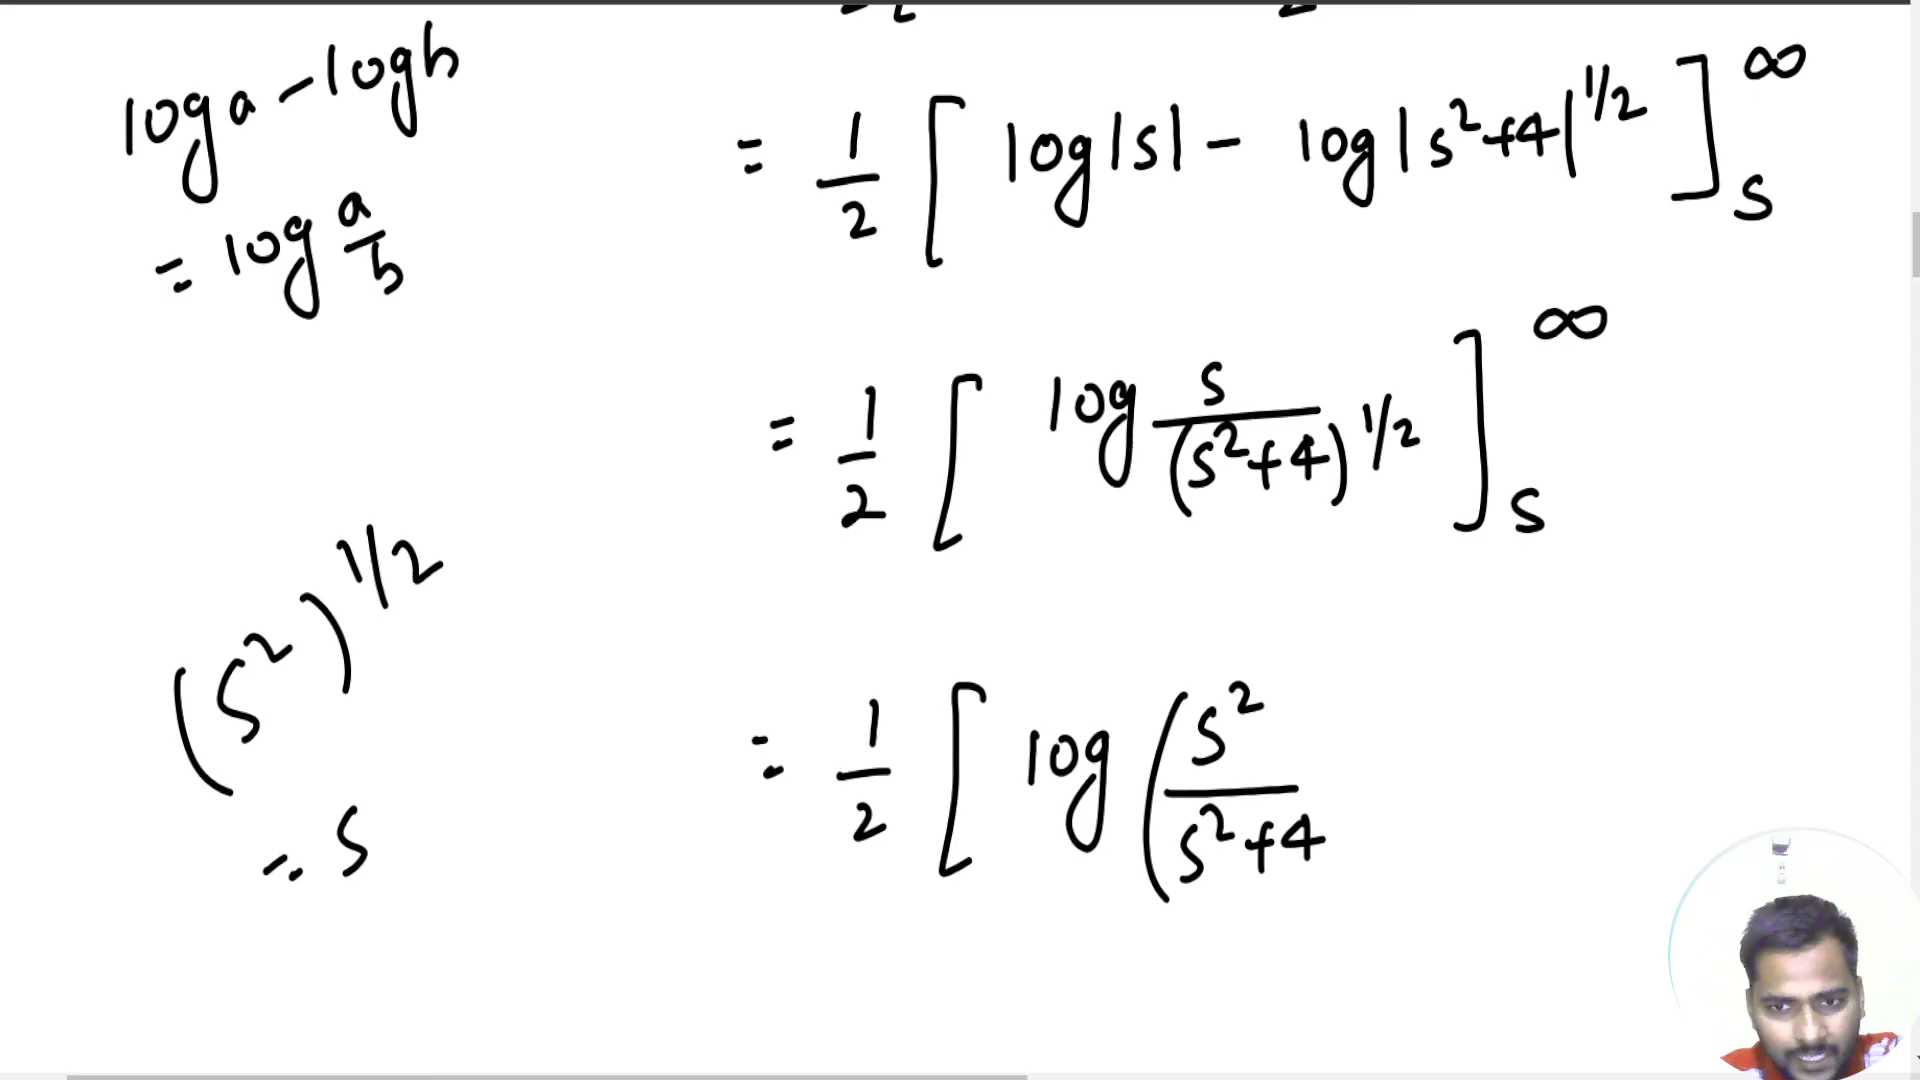 log a - log b
= log a/b
= 1/2 [ log|s| - log|s²+4|^1/2 ]_s^∞
= 1/2 [ log s/(s²+4)^1/2 ]_s^∞
(s²)^1/2
= s
= 1/2 [ log ( s²/s²+4